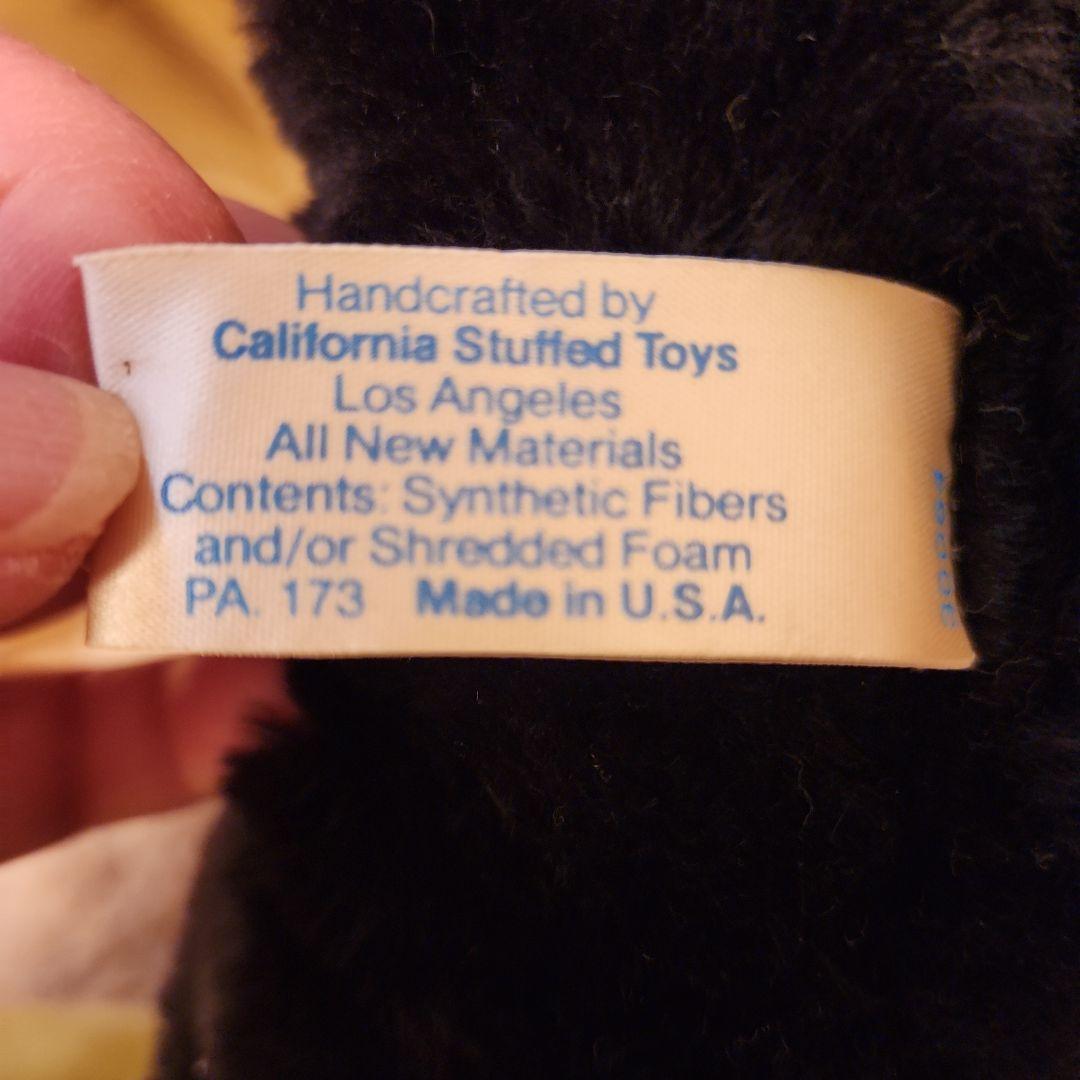 Handcrafted by
California Stuffed Toys
Los Angeles
All New Materials
Contents: Synthetic Fibers
and/or Shredded Foam
PA. 173 Made in U.S.A.